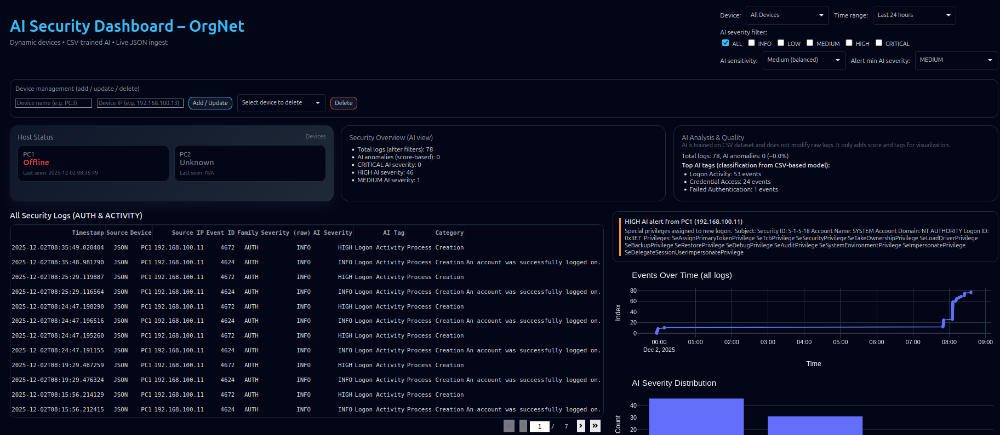 AI Security Dashboard – OrgNet
Dynamic devices • CSV-trained AI • Live JSON ingest
Device: All Devices Time range: Last 24 hours
AI severity filter:
ALL INFO LOW MEDIUM HIGH CRITICAL
AI sensitivity: Medium (balanced) Alert min AI severity: MEDIUM
Device management (add / update / delete)
Device name (e.g. PC3) Device IP (e.g. 192.168.100.13) Add / Update Select device to delete Delete
Host Status Devices
PC1
Offline
Last seen: 2025-12-02 08:35:49
PC2
Unknown
Last seen: N/A
Security Overview (AI view)
• Total logs (after filters): 78
• AI anomalies (score-based): 0
• CRITICAL AI severity: 0
• HIGH AI severity: 46
• MEDIUM AI severity: 1
AI Analysis & Quality
AI is trained on CSV dataset and does not modify raw logs. It only adds score and tags for visualization.
Total logs: 78, AI anomalies: 0 (~0.0%)
Top AI tags (classification from CSV-based model):
• Logon Activity: 53 events
• Credential Access: 24 events
• Failed Authentication: 1 events
All Security Logs (AUTH & ACTIVITY)
Timestamp Source Device Source IP Event ID Family Severity (raw) AI Severity AI Tag Category
2025-12-02T08:35:49.020404 JSON PC1 192.168.100.11 4672 AUTH INFO HIGH Logon Activity Process Creation
2025-12-02T08:35:48.981790 JSON PC1 192.168.100.11 4624 AUTH INFO INFO Logon Activity Process Creation An account was successfully logged on.
2025-12-02T08:25:29.119887 JSON PC1 192.168.100.11 4672 AUTH INFO HIGH Logon Activity Process Creation
2025-12-02T08:25:29.116564 JSON PC1 192.168.100.11 4624 AUTH INFO INFO Logon Activity Process Creation An account was successfully logged on.
2025-12-02T08:24:47.198290 JSON PC1 192.168.100.11 4672 AUTH INFO HIGH Logon Activity Process Creation
2025-12-02T08:24:47.196516 JSON PC1 192.168.100.11 4624 AUTH INFO INFO Logon Activity Process Creation An account was successfully logged on.
2025-12-02T08:24:47.195260 JSON PC1 192.168.100.11 4672 AUTH INFO HIGH Logon Activity Process Creation
2025-12-02T08:24:47.191155 JSON PC1 192.168.100.11 4624 AUTH INFO INFO Logon Activity Process Creation An account was successfully logged on.
2025-12-02T08:19:29.487259 JSON PC1 192.168.100.11 4672 AUTH INFO HIGH Logon Activity Process Creation
2025-12-02T08:19:29.476324 JSON PC1 192.168.100.11 4624 AUTH INFO INFO Logon Activity Process Creation An account was successfully logged on.
2025-12-02T08:15:56.214129 JSON PC1 192.168.100.11 4672 AUTH INFO HIGH Logon Activity Process Creation
2025-12-02T08:15:56.212415 JSON PC1 192.168.100.11 4624 AUTH INFO INFO Logon Activity Process Creation An account was successfully logged on.
« ‹ 1 / 7 › »
HIGH AI alert from PC1 (192.168.100.11)
Special privileges assigned to new logon. Subject: Security ID: S-1-5-18 Account Name: SYSTEM Account Domain: NT AUTHORITY Logon ID:
0x3E7 Privileges: SeAssignPrimaryTokenPrivilege SeTcbPrivilege SeSecurityPrivilege SeTakeOwnershipPrivilege SeLoadDriverPrivilege
SeBackupPrivilege SeRestorePrivilege SeDebugPrivilege SeAuditPrivilege SeSystemEnvironmentPrivilege SeImpersonatePrivilege
SeDelegateSessionUserImpersonatePrivilege
Events Over Time (all logs)
Index
80
60
40
20
0
00:00 01:00 02:00 03:00 04:00 05:00 06:00 07:00 08:00 09:00
Dec 2, 2025
Time
AI Severity Distribution
Count
40
30
20